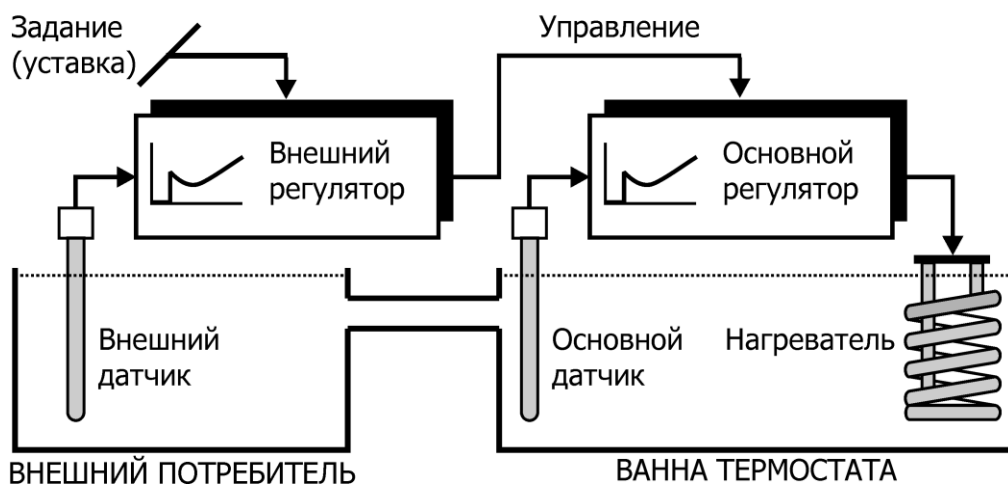 Задание
(уставка)
Управление
Внешний
регулятор
Основной
регулятор
Внешний
датчик
Основной
датчик
Нагреватель
ВНЕШНИЙ ПОТРЕБИТЕЛЬ
ВАННА ТЕРМОСТАТА